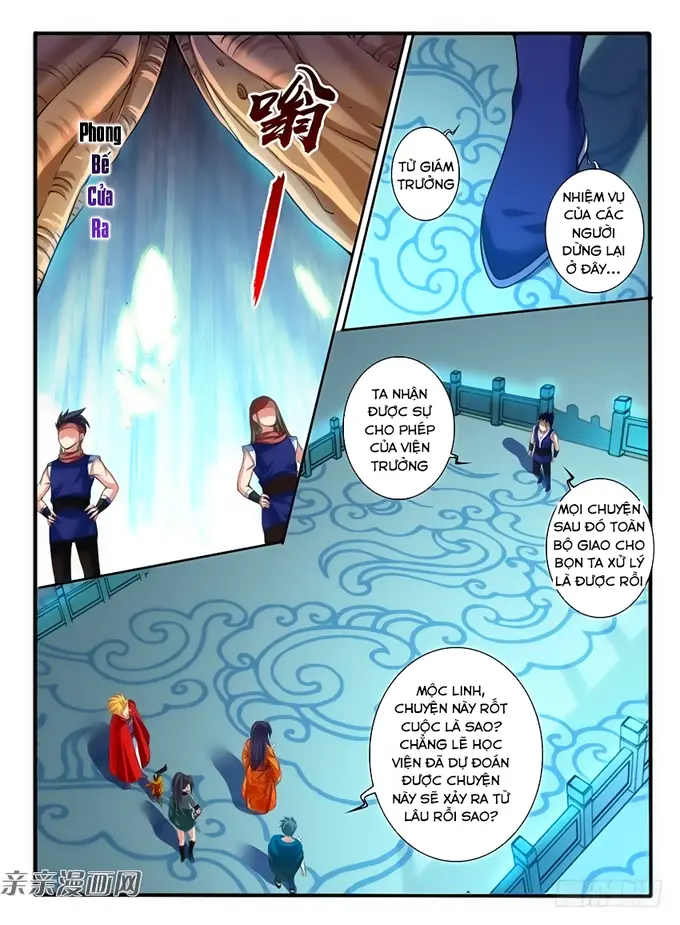 嗡
Phong
Bế
Cửa
Ra
TỬ GIÁM
TRƯỞNG
NHIỆM VỤ
CỦA CÁC
NGƯỜI
DỪNG LẠI
Ở ĐÂY...
TA NHẬN
ĐƯỢC SỰ
CHO PHÉP
CỦA VIỆN
TRƯỞNG
MỌI CHUYỆN
SAU ĐÓ TOÀN
BỘ GIAO CHO
BỌN TA XỬ LÝ
LÀ ĐƯỢC RỒI
MỘC LINH,
CHUYỆN NÀY RỐT
CUỘC LÀ SAO?
CHẲNG LẼ HỌC
VIỆN ĐÃ DỰ ĐOÁN
ĐƯỢC CHUYỆN
NÀY SẼ XẢY RA TỪ
LÂU RỒI SAO?
亲亲漫画网